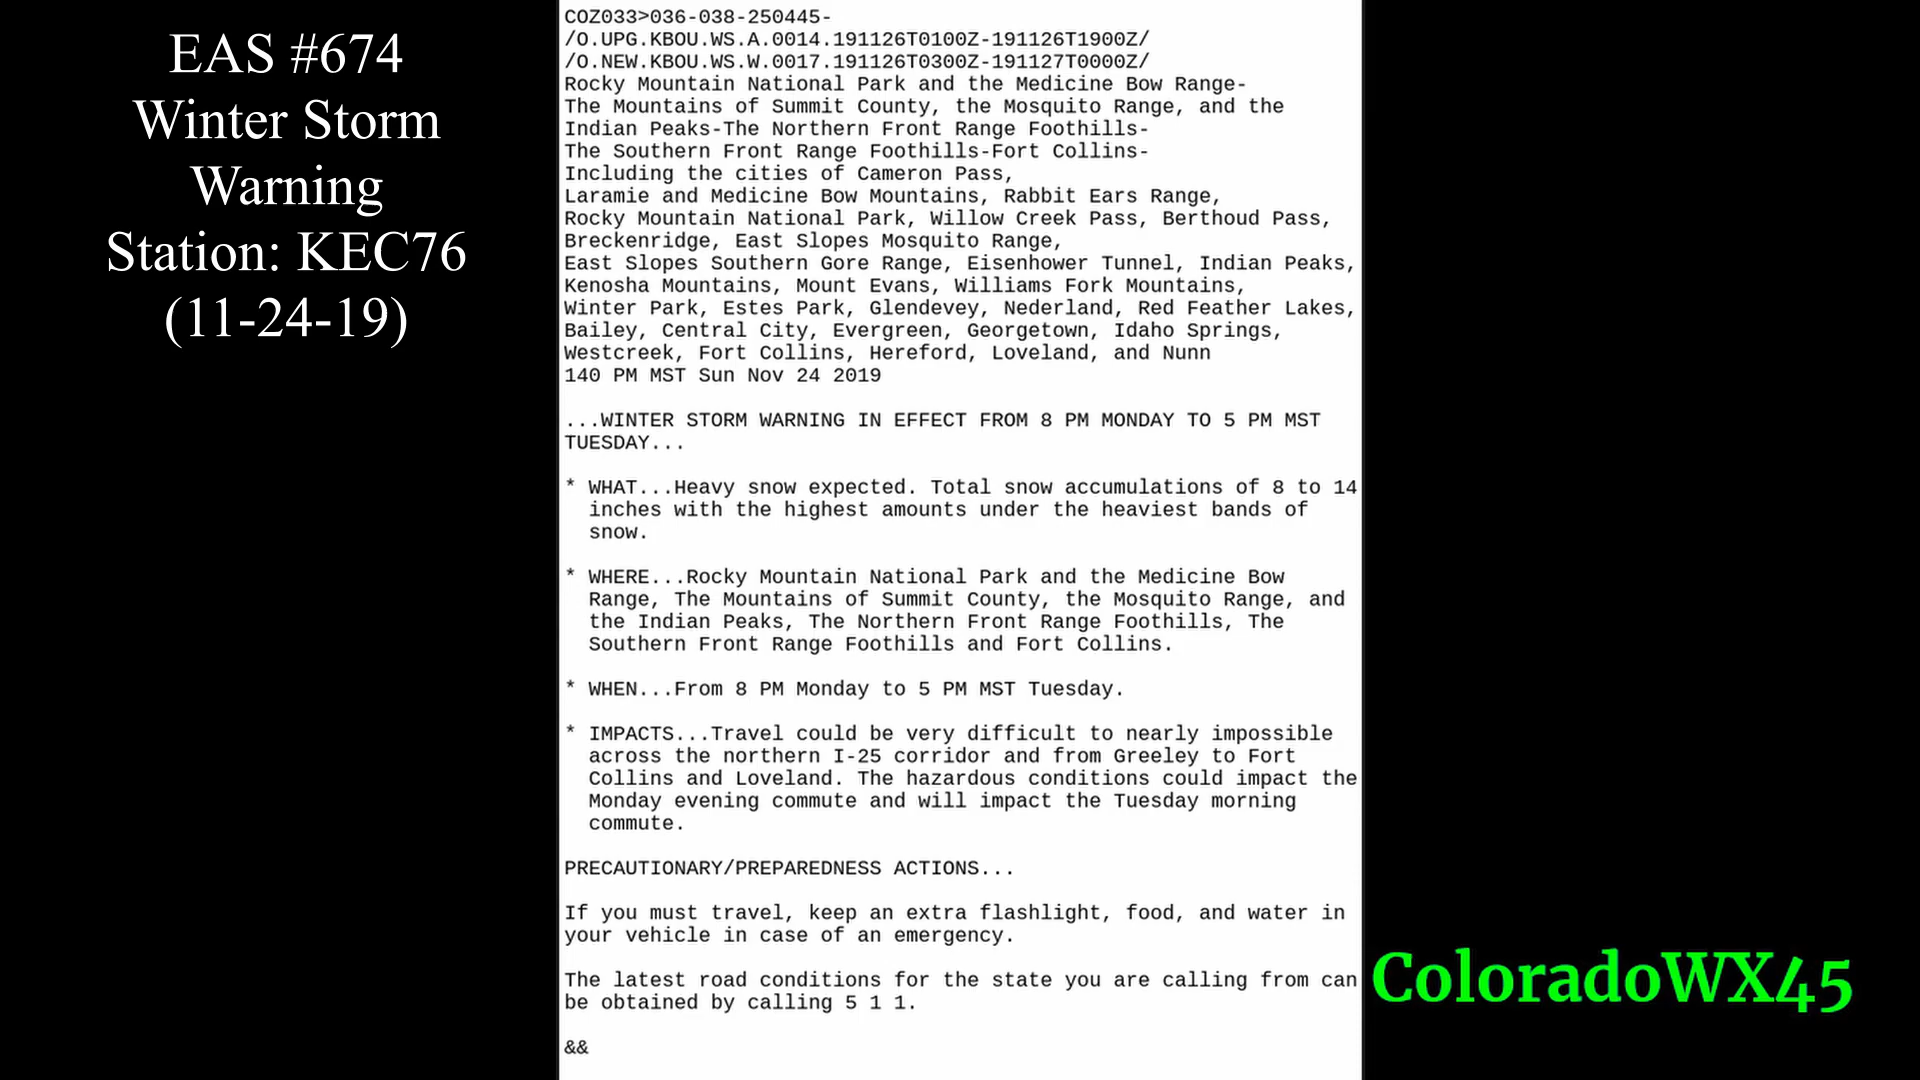 EAS #674
Winter Storm
Warning
Station: KEC76
(11-24-19)
COZ033>036-038-250445-
/O.UPG.KBOU.WS.A.0014.191126T0100Z-191126T1900Z/
/O.NEW.KBOU.WS.W.0017.191126T0300Z-191127T0000Z/
Rocky Mountain National Park and the Medicine Bow Range-
The Mountains of Summit County, the Mosquito Range, and the
Indian Peaks-The Northern Front Range Foothills-
The Southern Front Range Foothills-Fort Collins-
Including the cities of Cameron Pass,
Laramie and Medicine Bow Mountains, Rabbit Ears Range,
Rocky Mountain National Park, Willow Creek Pass, Berthoud Pass,
Breckenridge, East Slopes Mosquito Range,
East Slopes Southern Gore Range, Eisenhower Tunnel, Indian Peaks,
Kenosha Mountains, Mount Evans, Williams Fork Mountains,
Winter Park, Estes Park, Glendevey, Nederland, Red Feather Lakes,
Bailey, Central City, Evergreen, Georgetown, Idaho Springs,
Westcreek, Fort Collins, Hereford, Loveland, and Nunn
140 PM MST Sun Nov 24 2019
...WINTER STORM WARNING IN EFFECT FROM 8 PM MONDAY TO 5 PM MST
TUESDAY...
* WHAT...Heavy snow expected. Total snow accumulations of 8 to 14
inches with the highest amounts under the heaviest bands of
snow.
* WHERE...Rocky Mountain National Park and the Medicine Bow
Range, The Mountains of Summit County, the Mosquito Range, and
the Indian Peaks, The Northern Front Range Foothills, The
Southern Front Range Foothills and Fort Collins.
* WHEN...From 8 PM Monday to 5 PM MST Tuesday.
* IMPACTS...Travel could be very difficult to nearly impossible
across the northern I-25 corridor and from Greeley to Fort
Collins and Loveland. The hazardous conditions could impact the
Monday evening commute and will impact the Tuesday morning
commute.
PRECAUTIONARY/PREPAREDNESS ACTIONS...
If you must travel, keep an extra flashlight, food, and water in
your vehicle in case of an emergency.
The latest road conditions for the state you are calling from can
be obtained by calling 5 1 1.
&&
ColoradoWX45